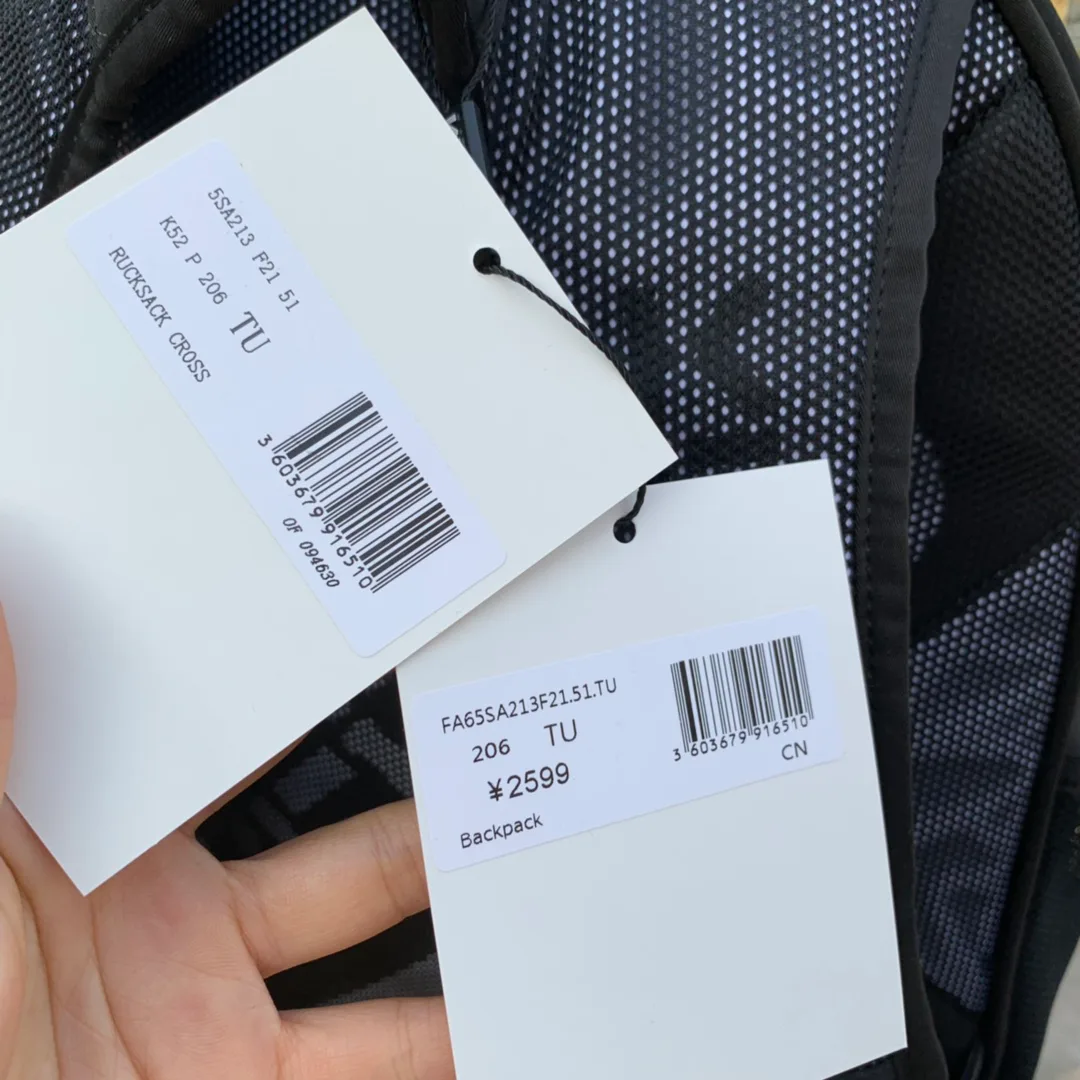 5SA213 F21 51
K52 P 206 TU
RUCKSACK CROSS
3 603679 916510
OF 094630
FA65SA213F21.51.TU
206 TU
¥2599
Backpack
3 603679 916510
CN